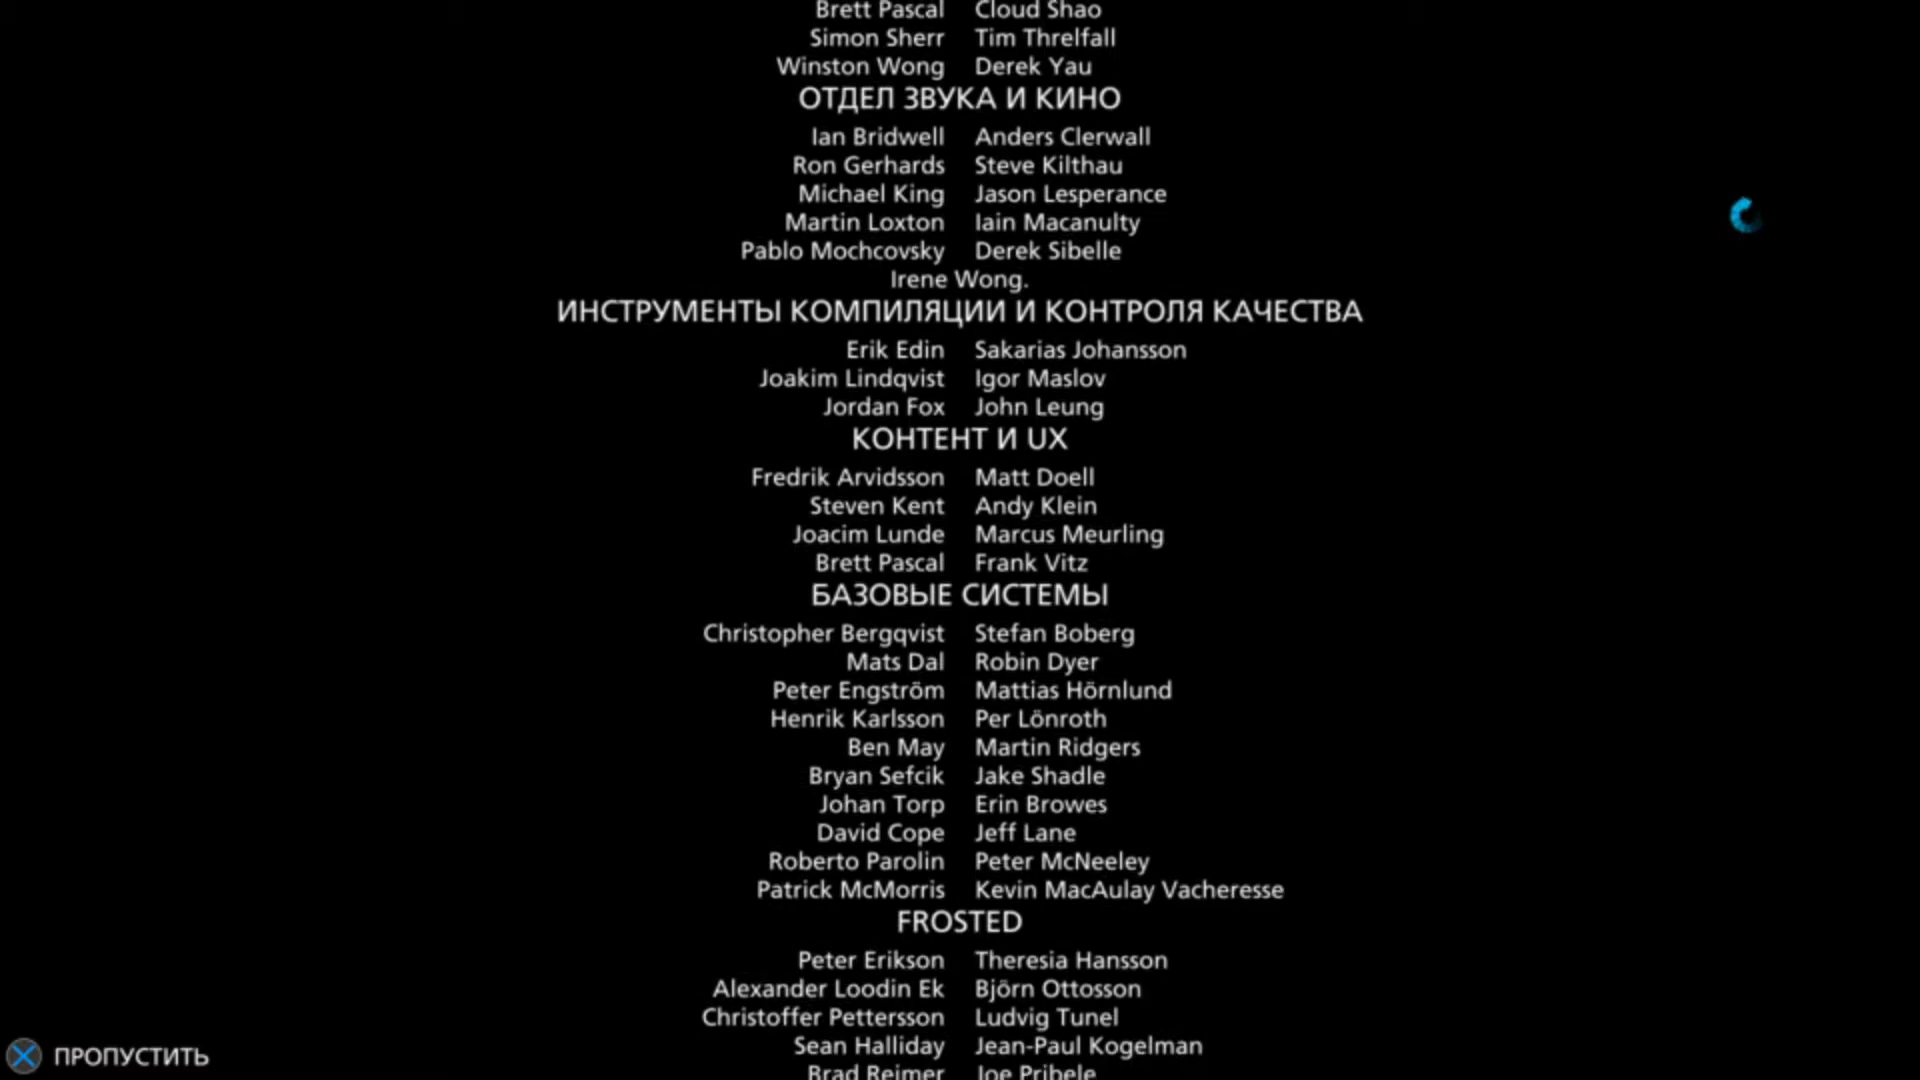 Brett Pascal Cloud Shao
Simon Sherr Tim Threlfall
Winston Wong Derek Yau
ОТДЕЛ ЗВУКА И КИНО
Ian Bridwell Anders Clerwall
Ron Gerhards Steve Kilthau
Michael King Jason Lesperance
Martin Loxton Iain Macanulty
Pablo Mochcovsky Derek Sibelle
Irene Wong.
ИНСТРУМЕНТЫ КОМПИЛЯЦИИ И КОНТРОЛЯ КАЧЕСТВА
Erik Edin Sakarias Johansson
Joakim Lindqvist Igor Maslov
Jordan Fox John Leung
КОНТЕНТ И UX
Fredrik Arvidsson Matt Doell
Steven Kent Andy Klein
Joacim Lunde Marcus Meurling
Brett Pascal Frank Vitz
БАЗОВЫЕ СИСТЕМЫ
Christopher Bergqvist Stefan Boberg
Mats Dal Robin Dyer
Peter Engström Mattias Hörnlund
Henrik Karlsson Per Lönroth
Ben May Martin Ridgers
Bryan Sefcik Jake Shadle
Johan Torp Erin Browes
David Cope Jeff Lane
Roberto Parolin Peter McNeeley
Patrick McMorris Kevin MacAulay Vacheresse
FROSTED
Peter Erikson Theresia Hansson
Alexander Loodin Ek Björn Ottosson
Christoffer Pettersson Ludvig Tunel
Sean Halliday Jean-Paul Kogelman
Brad Reimer Joe Pribele
ПРОПУСТИТЬ